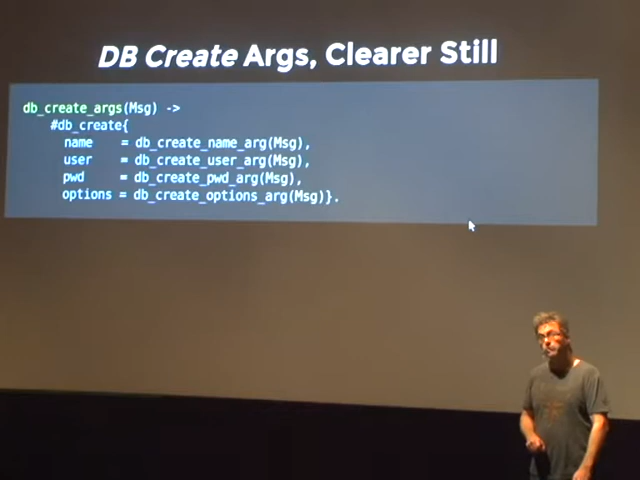 DB Create Args, Clearer Still
db_create_args(Msg) ->
    #db_create{
      name    = db_create_name_arg(Msg),
      user    = db_create_user_arg(Msg),
      pwd     = db_create_pwd_arg(Msg),
      options = db_create_options_arg(Msg)}.